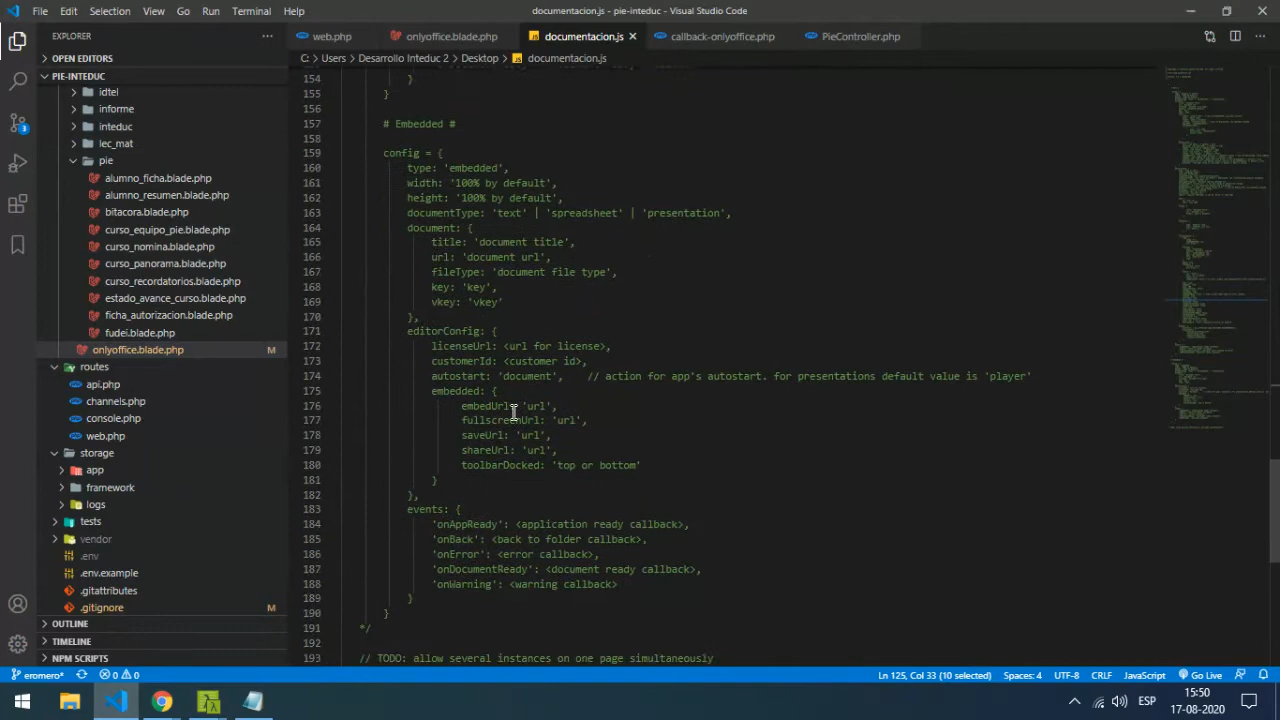 File Edit Selection View Go Run Terminal Help
documentacion.js - pie-inteduc - Visual Studio Code
EXPLORER
web.php
onlyoffice.blade.php
documentacion.js
callback-onlyoffice.php
PieController.php
OPEN EDITORS
C: > Users > Desarrollo Inteduc 2 > Desktop > documentacion.js
PIE-INTEDUC
idtel
informe
inteduc
lec_mat
pie
alumno_ficha.blade.php
alumno_resumen.blade.php
bitacora.blade.php
curso_equipo_pie.blade.php
curso_nomina.blade.php
curso_panorama.blade.php
curso_recordatorios.blade.php
estado_avance_curso.blade.php
ficha_autorizacion.blade.php
fudei.blade.php
onlyoffice.blade.php M
routes
api.php
channels.php
console.php
web.php
storage
app
framework
logs
tests
vendor
.env
.env.example
.gitattributes
.gitignore M
OUTLINE
TIMELINE
NPM SCRIPTS
3
154 }
155 }
156
157 # Embedded #
158
159 config = {
160 type: 'embedded',
161 width: '100% by default',
162 height: '100% by default',
163 documentType: 'text' | 'spreadsheet' | 'presentation',
164 document: {
165 title: 'document title',
166 url: 'document url',
167 fileType: 'document file type',
168 key: 'key',
169 vkey: 'vkey'
170 },
171 editorConfig: {
172 licenseUrl: <url for license>,
173 customerId: <customer id>,
174 autostart: 'document', // action for app's autostart. for presentations default value is 'player'
175 embedded: {
176 embedUrl: 'url',
177 fullscreenUrl: 'url',
178 saveUrl: 'url',
179 shareUrl: 'url',
180 toolbarDocked: 'top or bottom'
181 }
182 },
183 events: {
184 'onAppReady': <application ready callback>,
185 'onBack': <back to folder callback>,
186 'onError': <error callback>,
187 'onDocumentReady': <document ready callback>,
188 'onWarning': <warning callback>
189 }
190 }
191 */
192
193 // TODO: allow several instances on one page simultaneously
eromero* 0 0
Ln 125, Col 33 (10 selected) Spaces: 4 UTF-8 CRLF JavaScript Go Live
ESP
15:50
17-08-2020